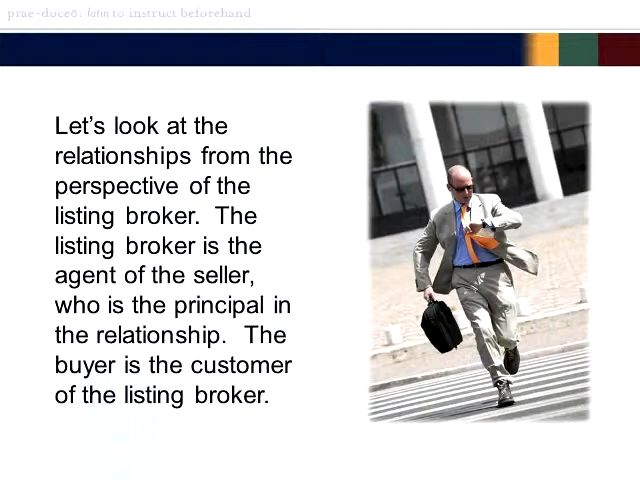 prae-doceō: latin to instruct beforehand
Let's look at the
relationships from the
perspective of the
listing broker. The
listing broker is the
agent of the seller,
who is the principal in
the relationship. The
buyer is the customer
of the listing broker.